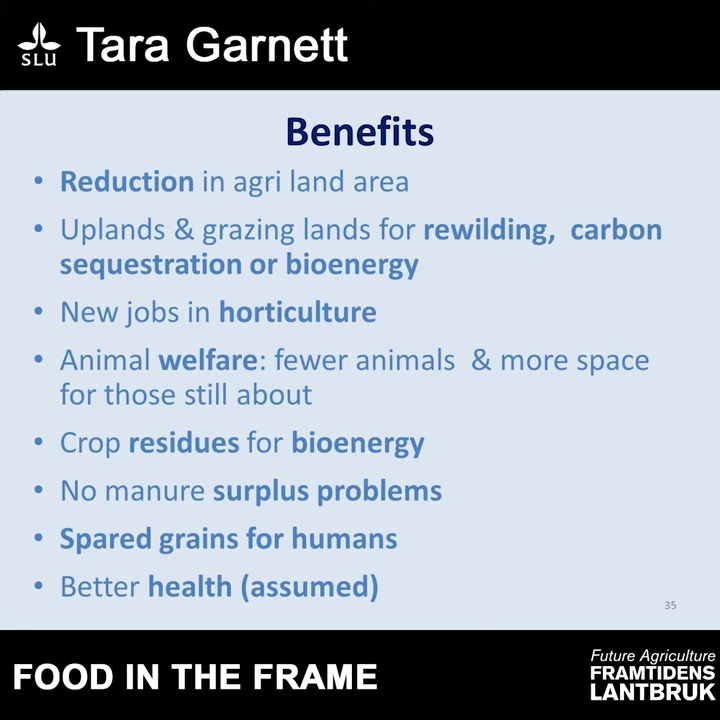 SLU
Tara Garnett
Benefits
• Reduction in agri land area
• Uplands & grazing lands for rewilding, carbon
sequestration or bioenergy
• New jobs in horticulture
• Animal welfare: fewer animals & more space
for those still about
• Crop residues for bioenergy
• No manure surplus problems
• Spared grains for humans
• Better health (assumed)
35
FOOD IN THE FRAME
Future Agriculture
FRAMTIDENS
LANTBRUK